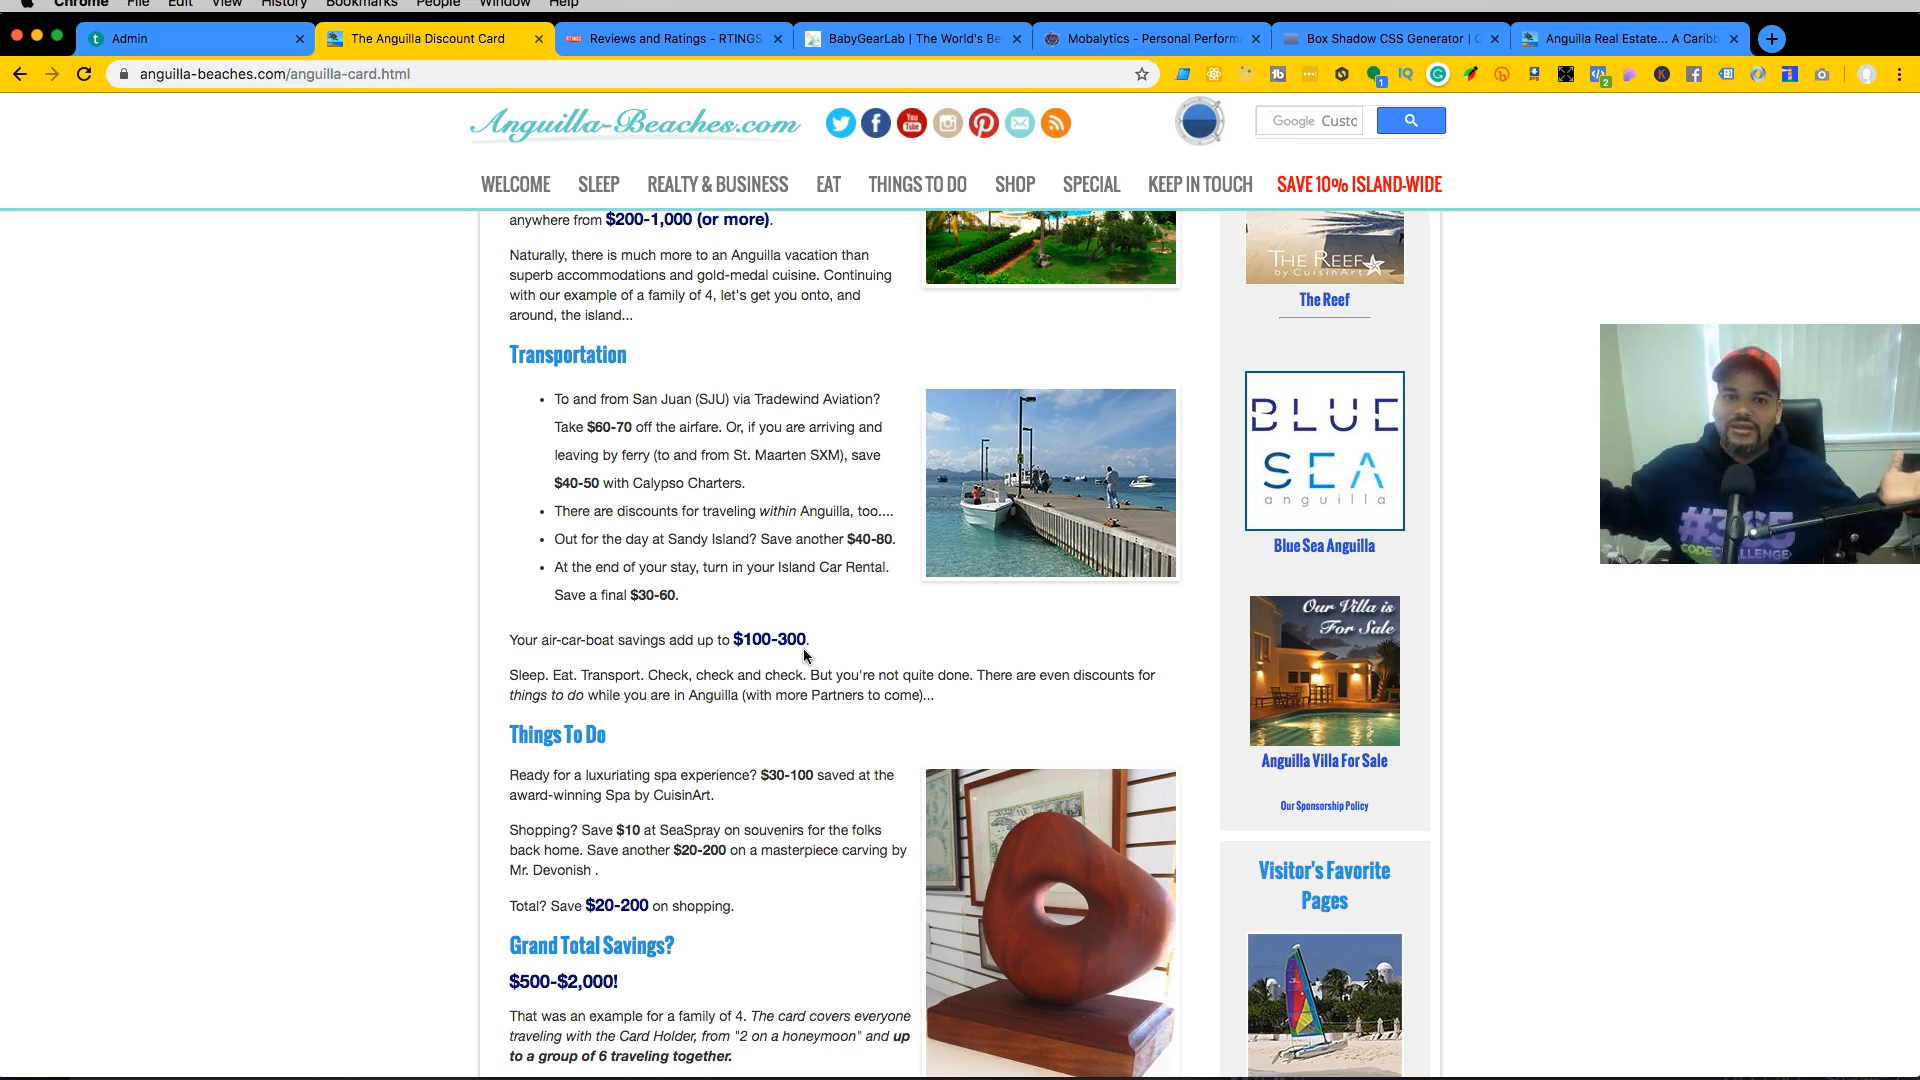 Chrome File Edit View History Bookmarks People Window Help
Admin
The Anguilla Discount Card
Reviews and Ratings - RTINGS
BabyGearLab | The World's Be
Mobalytics - Personal Perform
Box Shadow CSS Generator | C
Anguilla Real Estate... A Caribb
anguilla-beaches.com/anguilla-card.html
Anguilla-Beaches.com
You Tube
Google Custo
WELCOME SLEEP REALTY & BUSINESS EAT THINGS TO DO SHOP SPECIAL KEEP IN TOUCH SAVE 10% ISLAND-WIDE
anywhere from $200-1,000 (or more).
Naturally, there is much more to an Anguilla vacation than
superb accommodations and gold-medal cuisine. Continuing
with our example of a family of 4, let's get you onto, and
around, the island...
Transportation
• To and from San Juan (SJU) via Tradewind Aviation?
Take $60-70 off the airfare. Or, if you are arriving and
leaving by ferry (to and from St. Maarten SXM), save
$40-50 with Calypso Charters.
• There are discounts for traveling within Anguilla, too....
• Out for the day at Sandy Island? Save another $40-80.
• At the end of your stay, turn in your Island Car Rental.
Save a final $30-60.
Your air-car-boat savings add up to $100-300.
Sleep. Eat. Transport. Check, check and check. But you're not quite done. There are even discounts for
things to do while you are in Anguilla (with more Partners to come)...
Things To Do
Ready for a luxuriating spa experience? $30-100 saved at the
award-winning Spa by CuisinArt.
Shopping? Save $10 at SeaSpray on souvenirs for the folks
back home. Save another $20-200 on a masterpiece carving by
Mr. Devonish .
Total? Save $20-200 on shopping.
Grand Total Savings?
$500-$2,000!
That was an example for a family of 4. The card covers everyone
traveling with the Card Holder, from "2 on a honeymoon" and up
to a group of 6 traveling together.
THE REEF
by CuisinArt
The Reef
BLUE
SEA
anguilla
Blue Sea Anguilla
Our Villa is
For Sale
Anguilla Villa For Sale
Our Sponsorship Policy
Visitor's Favorite
Pages
#365
CODECHALLENGE